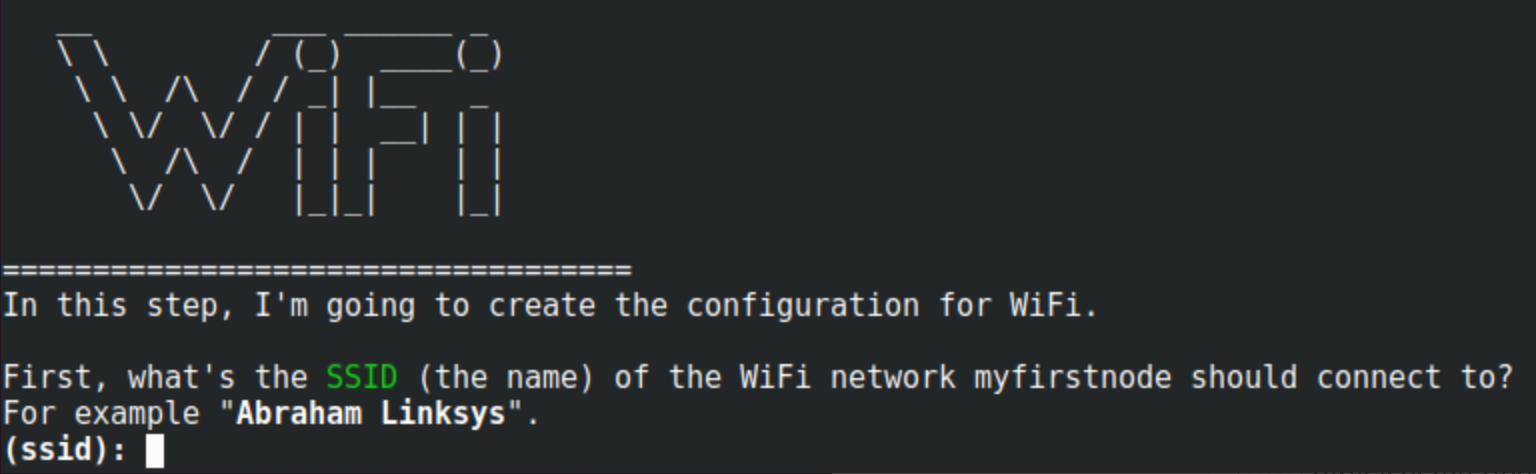 WiFi
===================================
In this step, I'm going to create the configuration for WiFi.
First, what's the SSID (the name) of the WiFi network myfirstnode should connect to?
For example "Abraham Linksys".
(ssid):